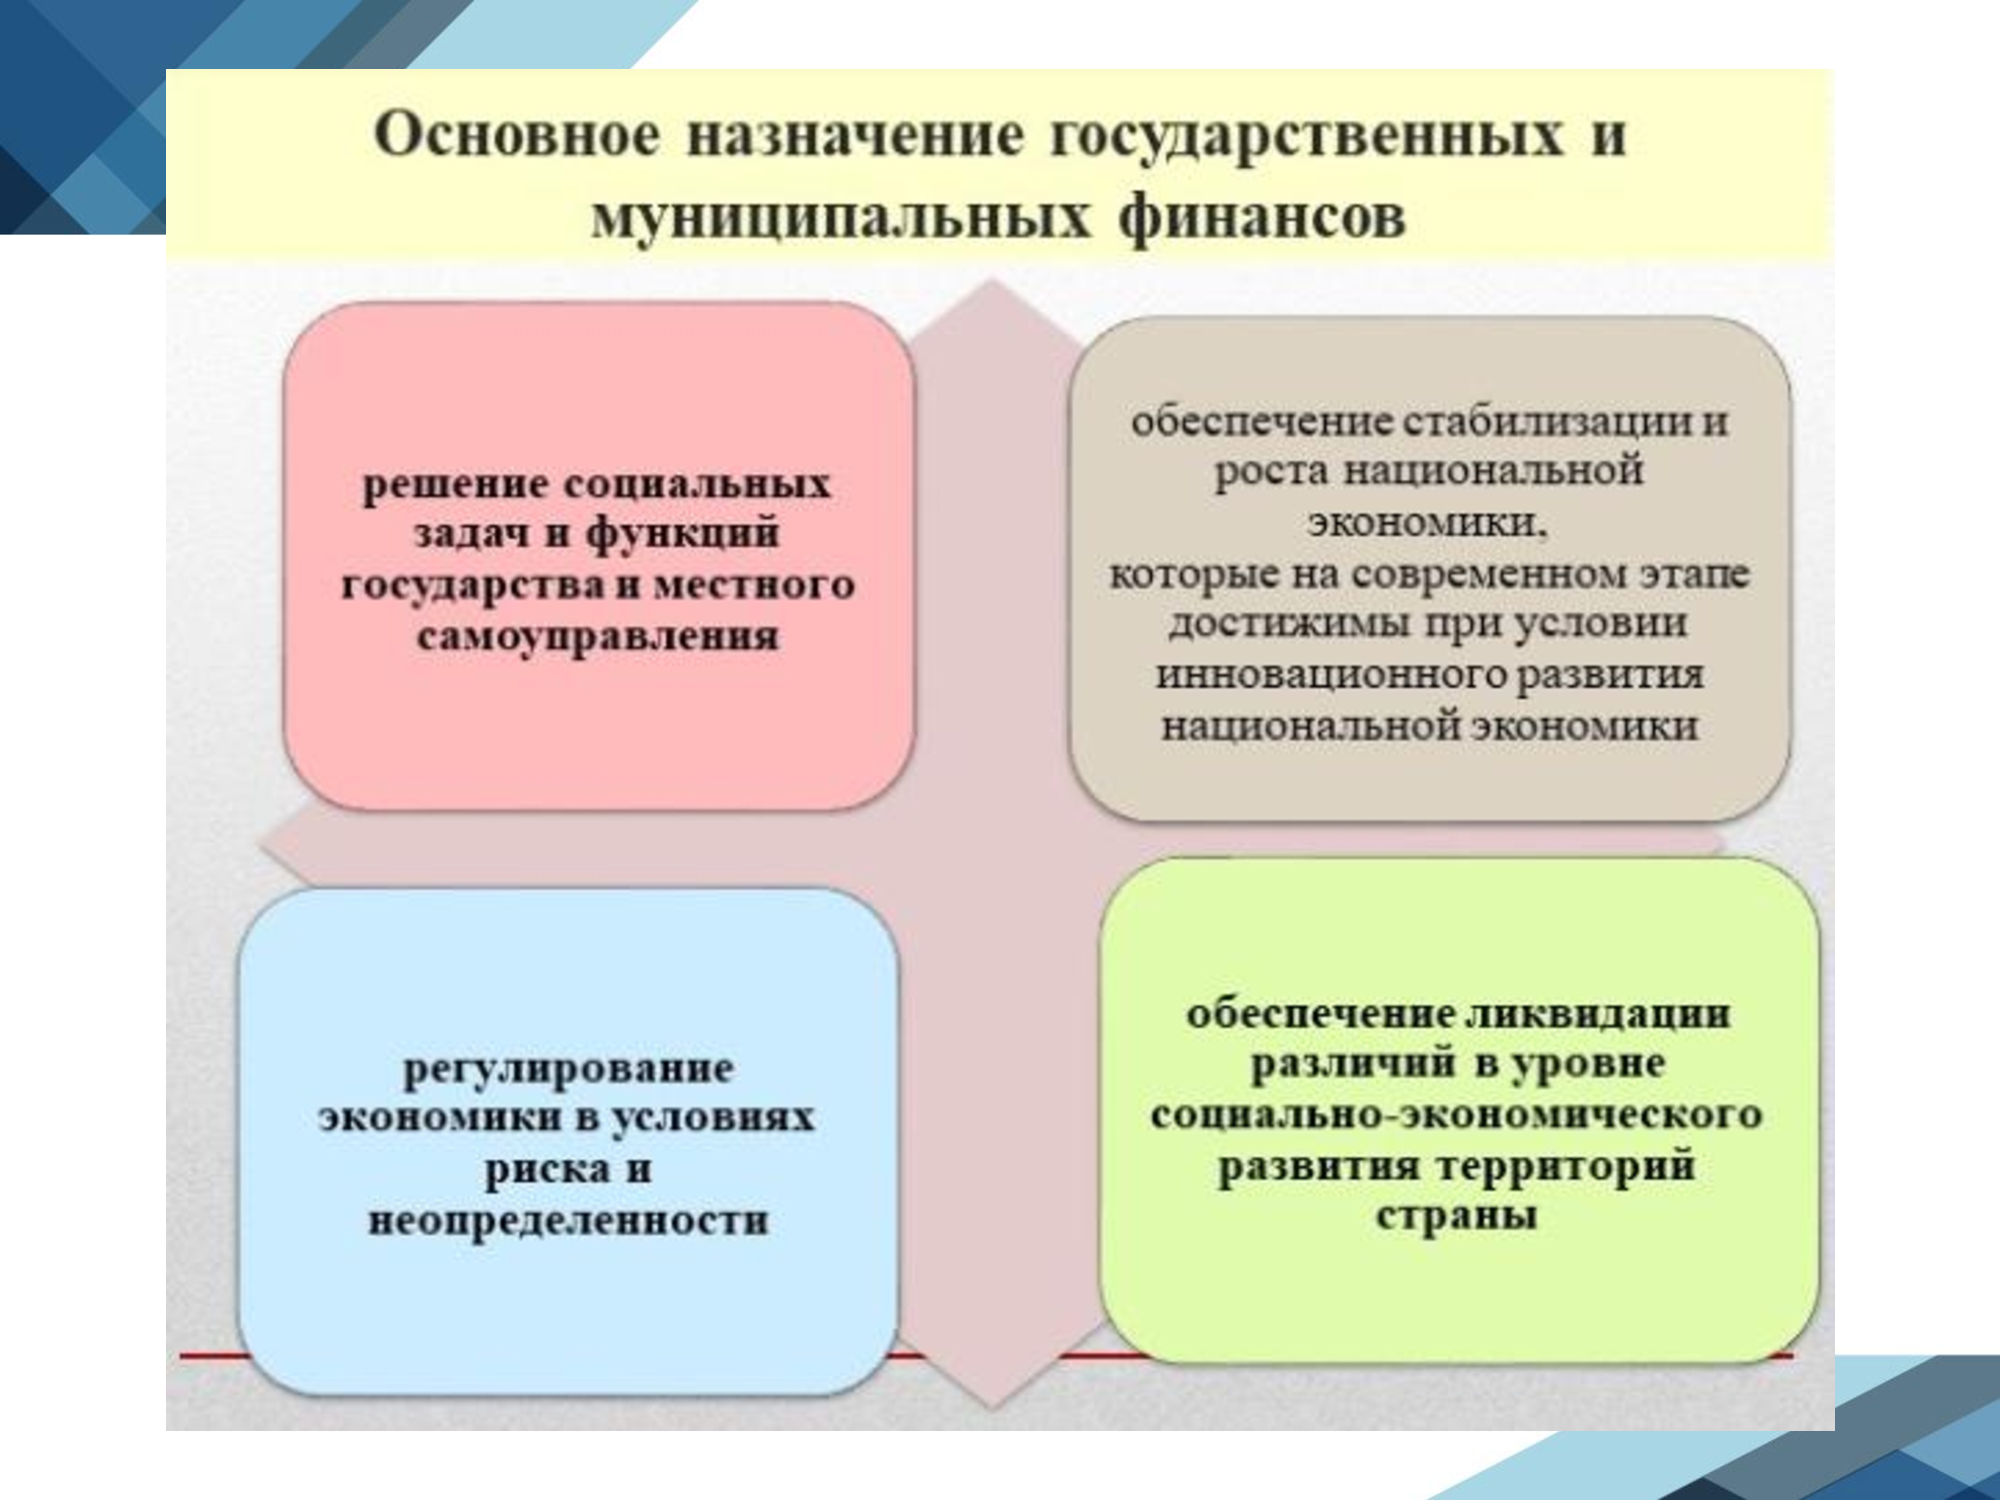 Основное назначение государственных и
муниципальных финансов
решение социальных
задач и функций
государства и местного
самоуправления
обеспечение стабилизации и
роста национальной
экономики,
которые на современном этапе
достижимы при условии
инновационного развития
национальной экономики
регулирование
экономики в условиях
риска и
неопределенности
обеспечение ликвидации
различий в уровне
социально-экономического
развития территорий
страны